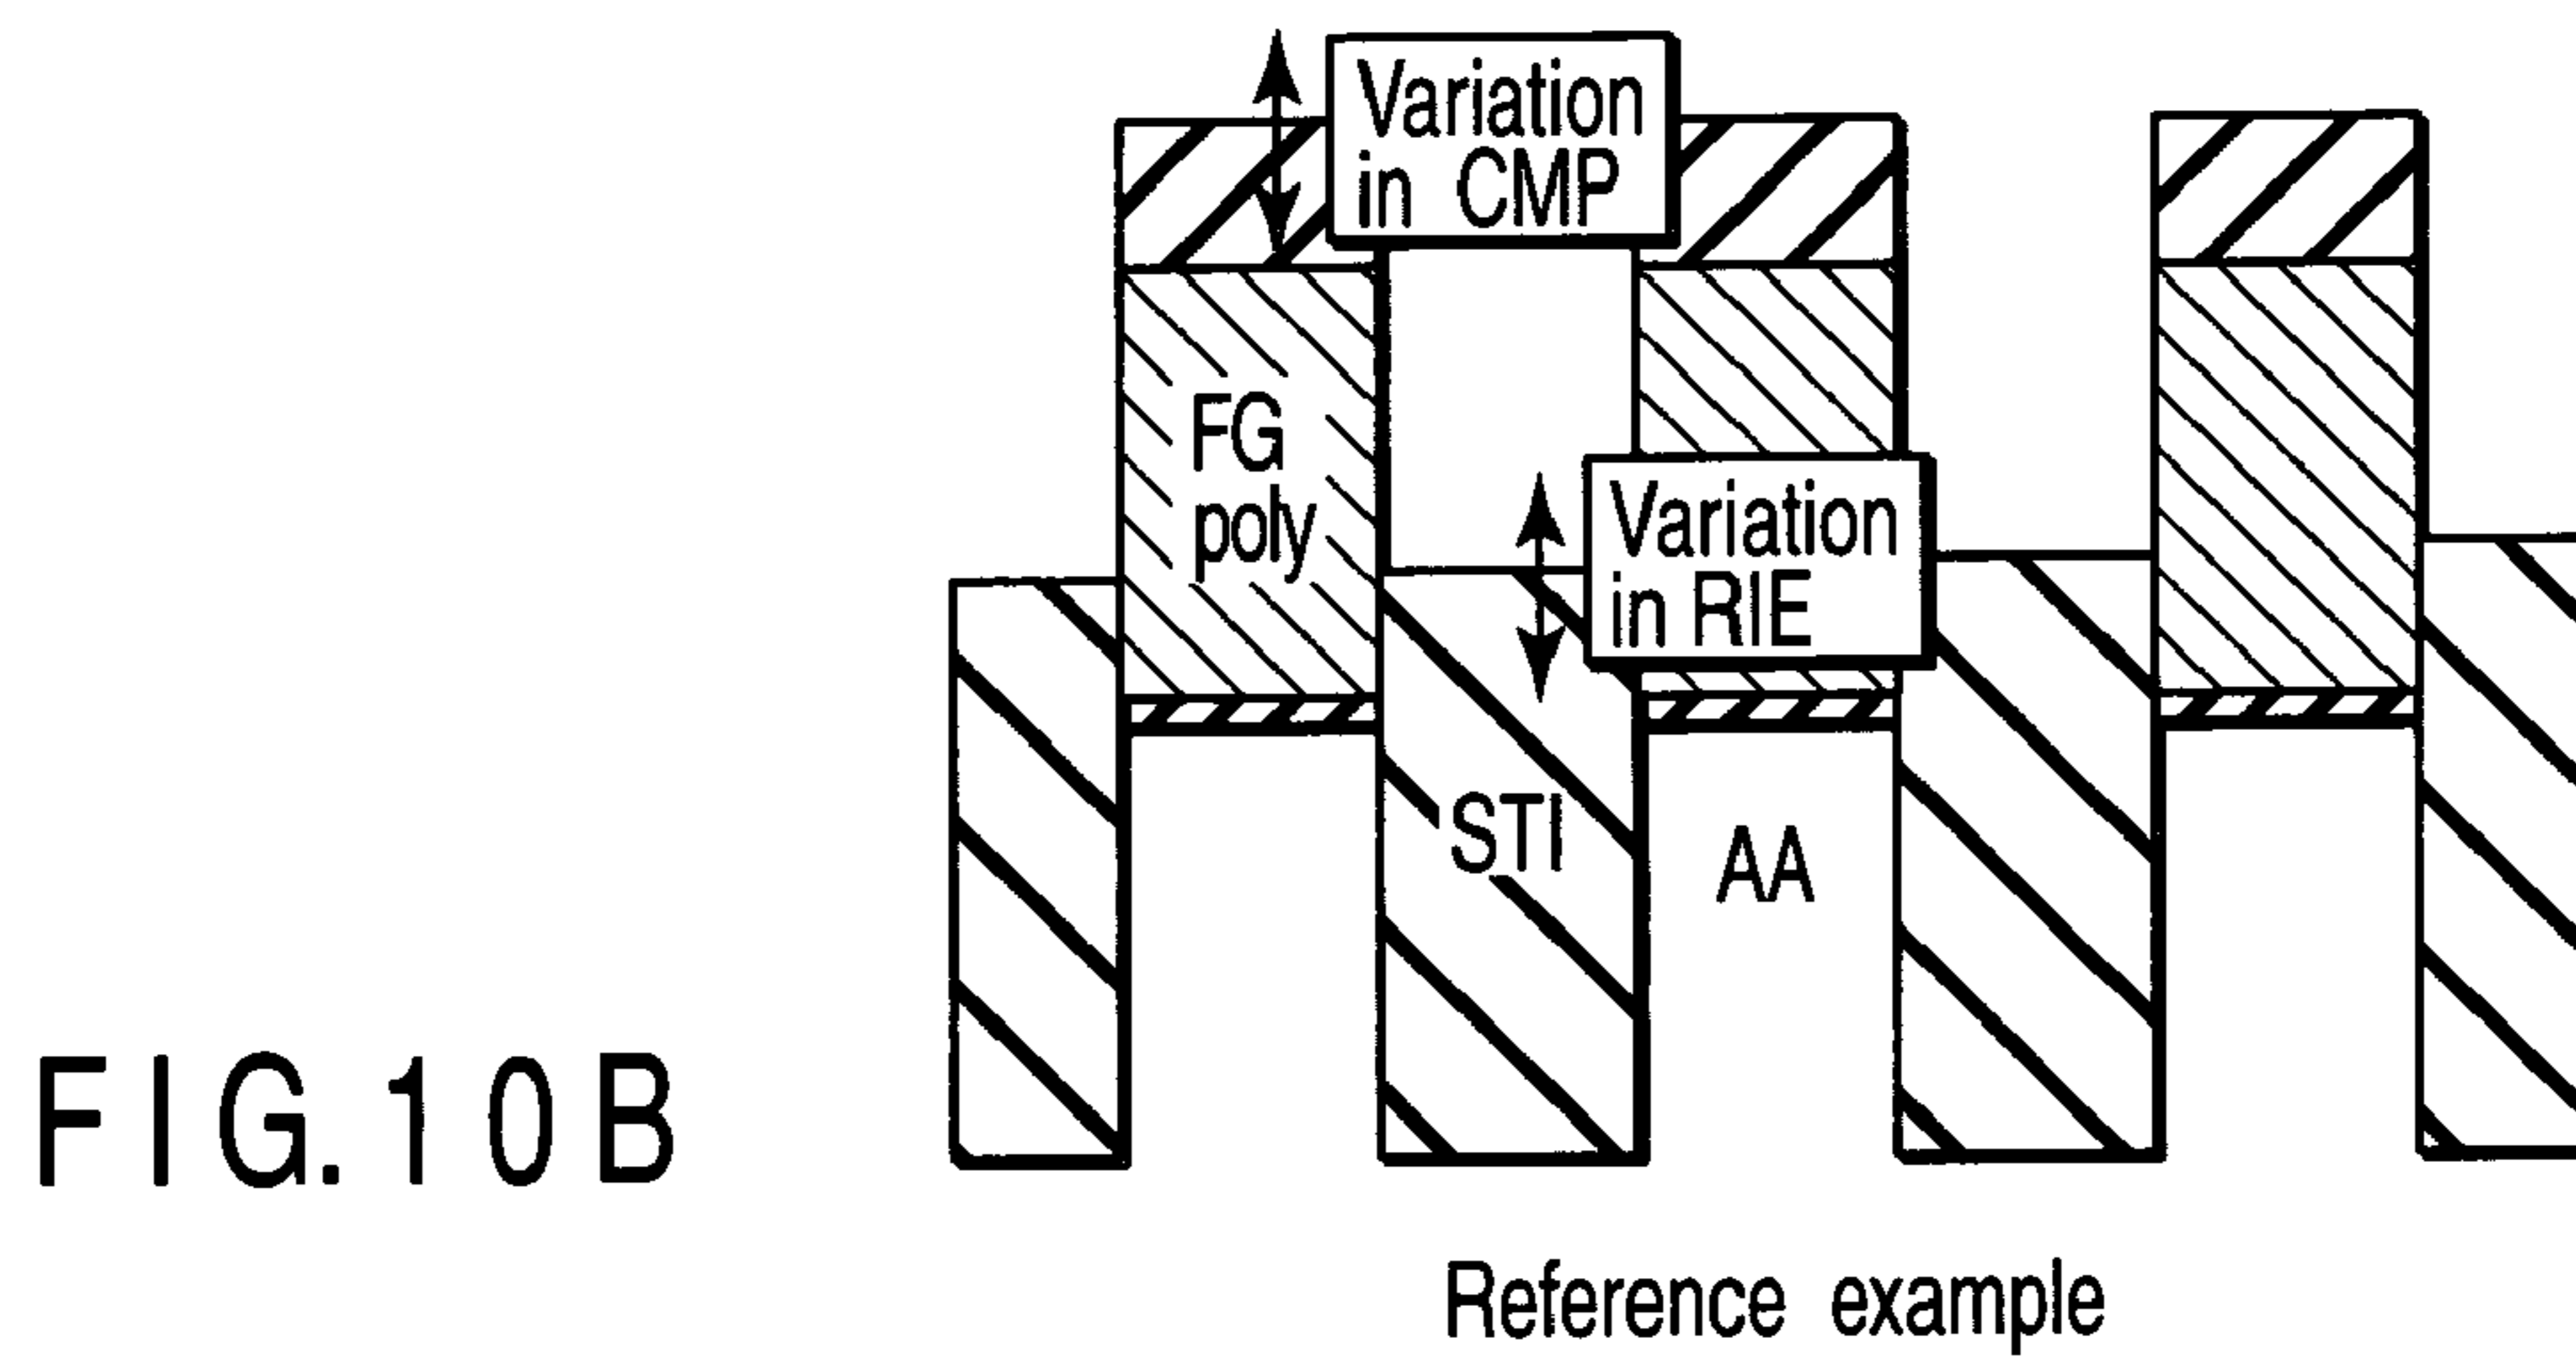 Variation
in CMP
FG
poly
Variation
in RIE
STI
AA
FIG.10B
Reference example